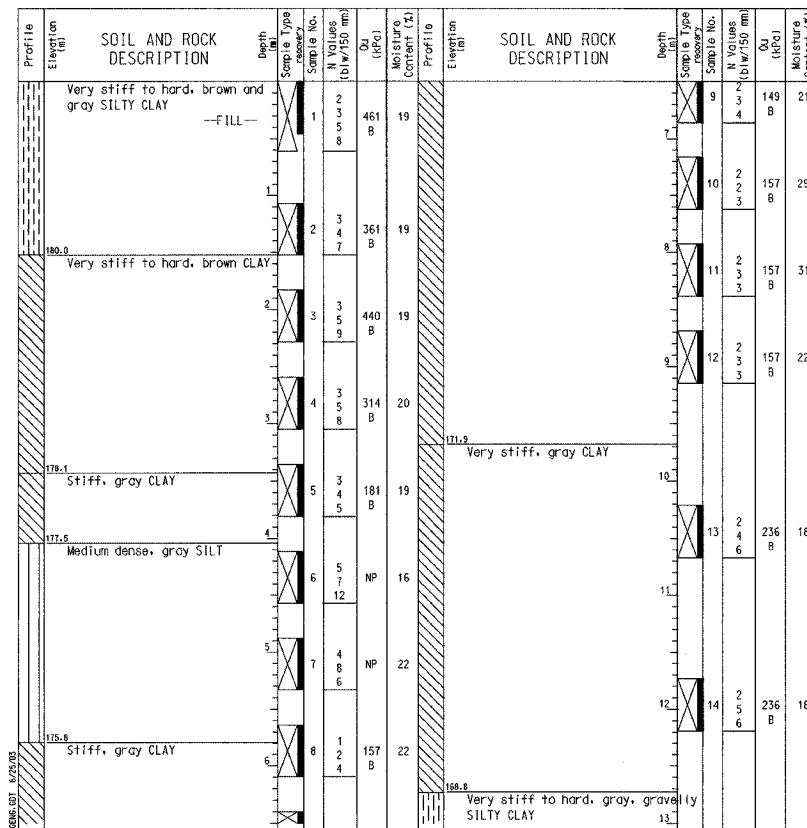 Profile
Elevation (m)
SOIL AND ROCK DESCRIPTION
Depth (m)
Sample Type recovery
Sample No.
N Values (blw/150 mm)
Qu (kPa)
Moisture Content (%)
Very stiff to hard, brown and
gray SILTY CLAY
--FILL--
1 2 3 5 8 461 B 19
1
2 3 4 7 361 B 19
180.0
Very stiff to hard, brown CLAY
2
3 3 5 9 440 B 19
4 3 5 8 314 B 20
3
178.1
Stiff, gray CLAY
5 3 4 5 181 B 19
4
177.5
Medium dense, gray SILT
6 5 7 12 NP 16
5
7 4 8 6 NP 22
175.8
Stiff, gray CLAY
8 1 2 4 157 B 22
6
6/25/03
Profile
Elevation (m)
SOIL AND ROCK DESCRIPTION
Depth (m)
Sample Type recovery
Sample No.
N Values (blw/150 mm)
Qu (kPa)
Moisture
9 2 3 4 149 B 21
7
10 2 2 3 157 B 29
8
11 2 3 3 157 B 31
9
12 2 3 3 157 B 22
171.9
Very stiff, gray CLAY
10
13 2 4 6 236 B 18
11
12
14 2 5 6 236 B 18
168.8
Very stiff to hard, gray, gravelly
SILTY CLAY
13